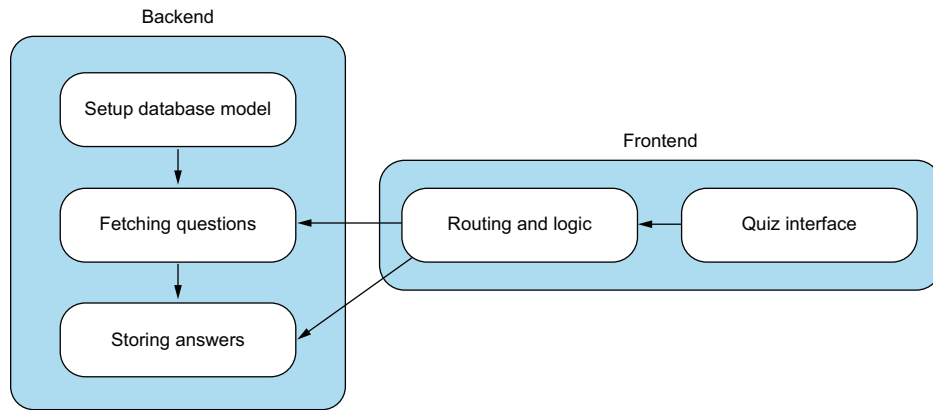 Backend
Setup database model
Fetching questions
Storing answers
Frontend
Routing and logic
Quiz interface